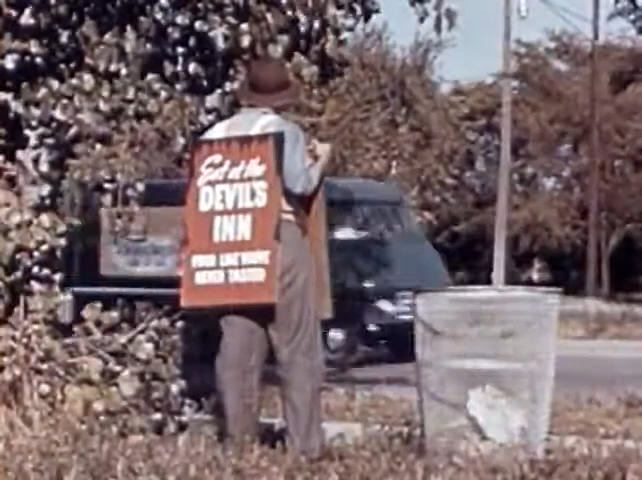 Eat at the
DEVIL'S
INN
FOOD LIKE YOU'VE
NEVER TASTED